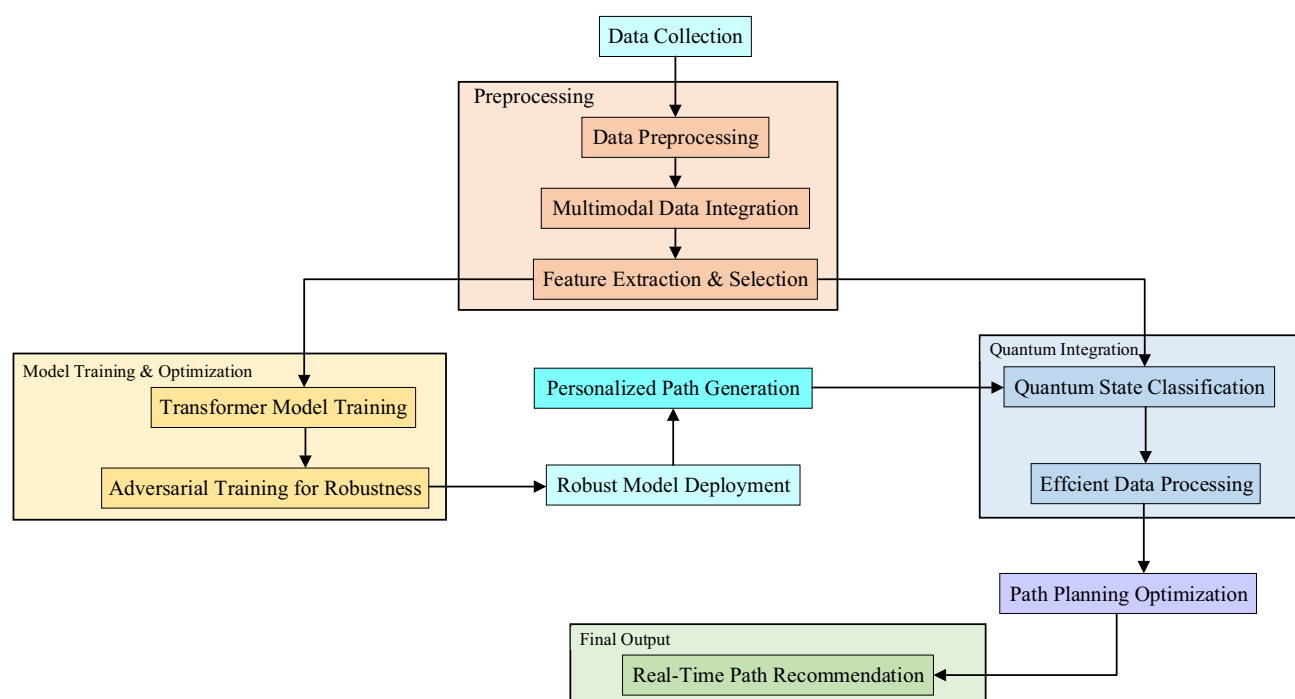 Data Collection
Preprocessing
Data Preprocessing
Multimodal Data Integration
Feature Extraction & Selection
Model Training & Optimization
Transformer Model Training
Adversarial Training for Robustness
Personalized Path Generation
Robust Model Deployment
Quantum Integration
Quantum State Classification
Effcient Data Processing
Path Planning Optimization
Final Output
Real-Time Path Recommendation